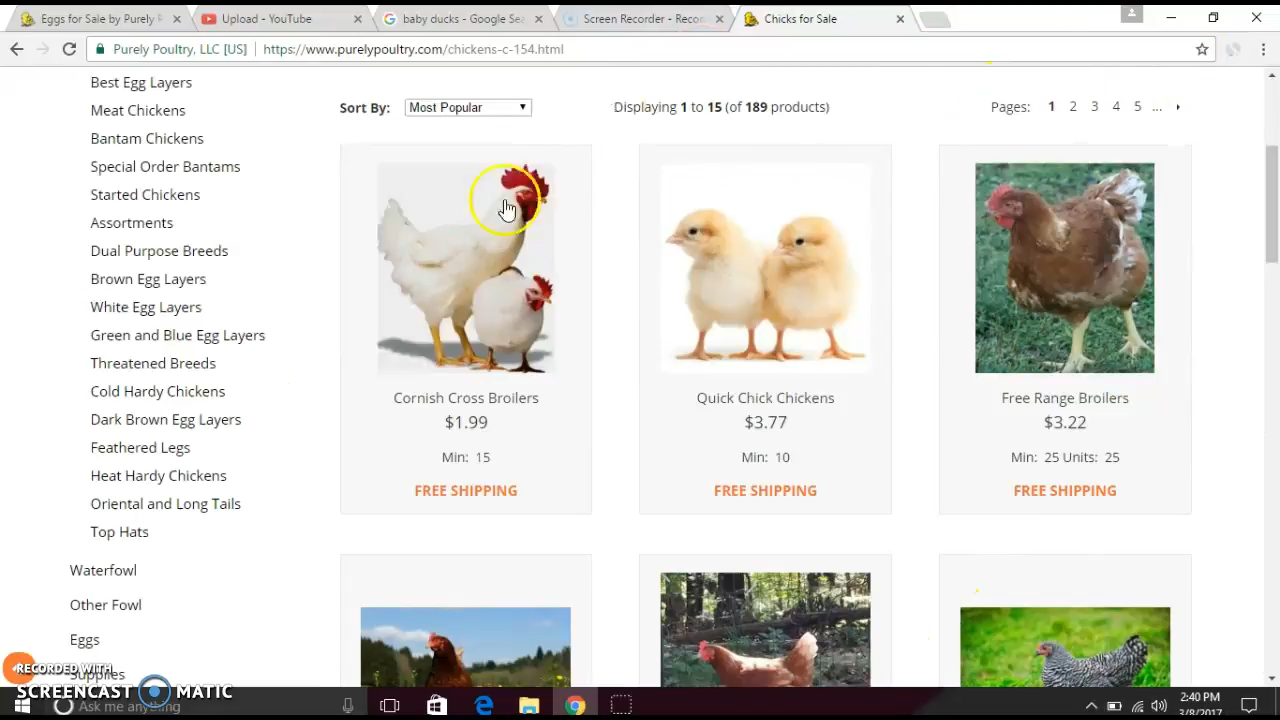 Eggs for Sale by Purely P
Upload - YouTube
baby ducks - Google Sea
Screen Recorder - Reco
Chicks for Sale
Purely Poultry, LLC [US]
https://www.purelypoultry.com/chickens-c-154.html
Best Egg Layers
Meat Chickens
Bantam Chickens
Special Order Bantams
Started Chickens
Assortments
Dual Purpose Breeds
Brown Egg Layers
White Egg Layers
Green and Blue Egg Layers
Threatened Breeds
Cold Hardy Chickens
Dark Brown Egg Layers
Feathered Legs
Heat Hardy Chickens
Oriental and Long Tails
Top Hats
Waterfowl
Other Fowl
Eggs
Supplies
Sort By: Most Popular
Displaying 1 to 15 (of 189 products)
Pages: 1 2 3 4 5 ...
Cornish Cross Broilers
$1.99
Min: 15
FREE SHIPPING
Quick Chick Chickens
$3.77
Min: 10
FREE SHIPPING
Free Range Broilers
$3.22
Min: 25 Units: 25
FREE SHIPPING
RECORDED WITH
SCREENCAST MATIC
Ask me anything
2:40 PM
3/8/2017